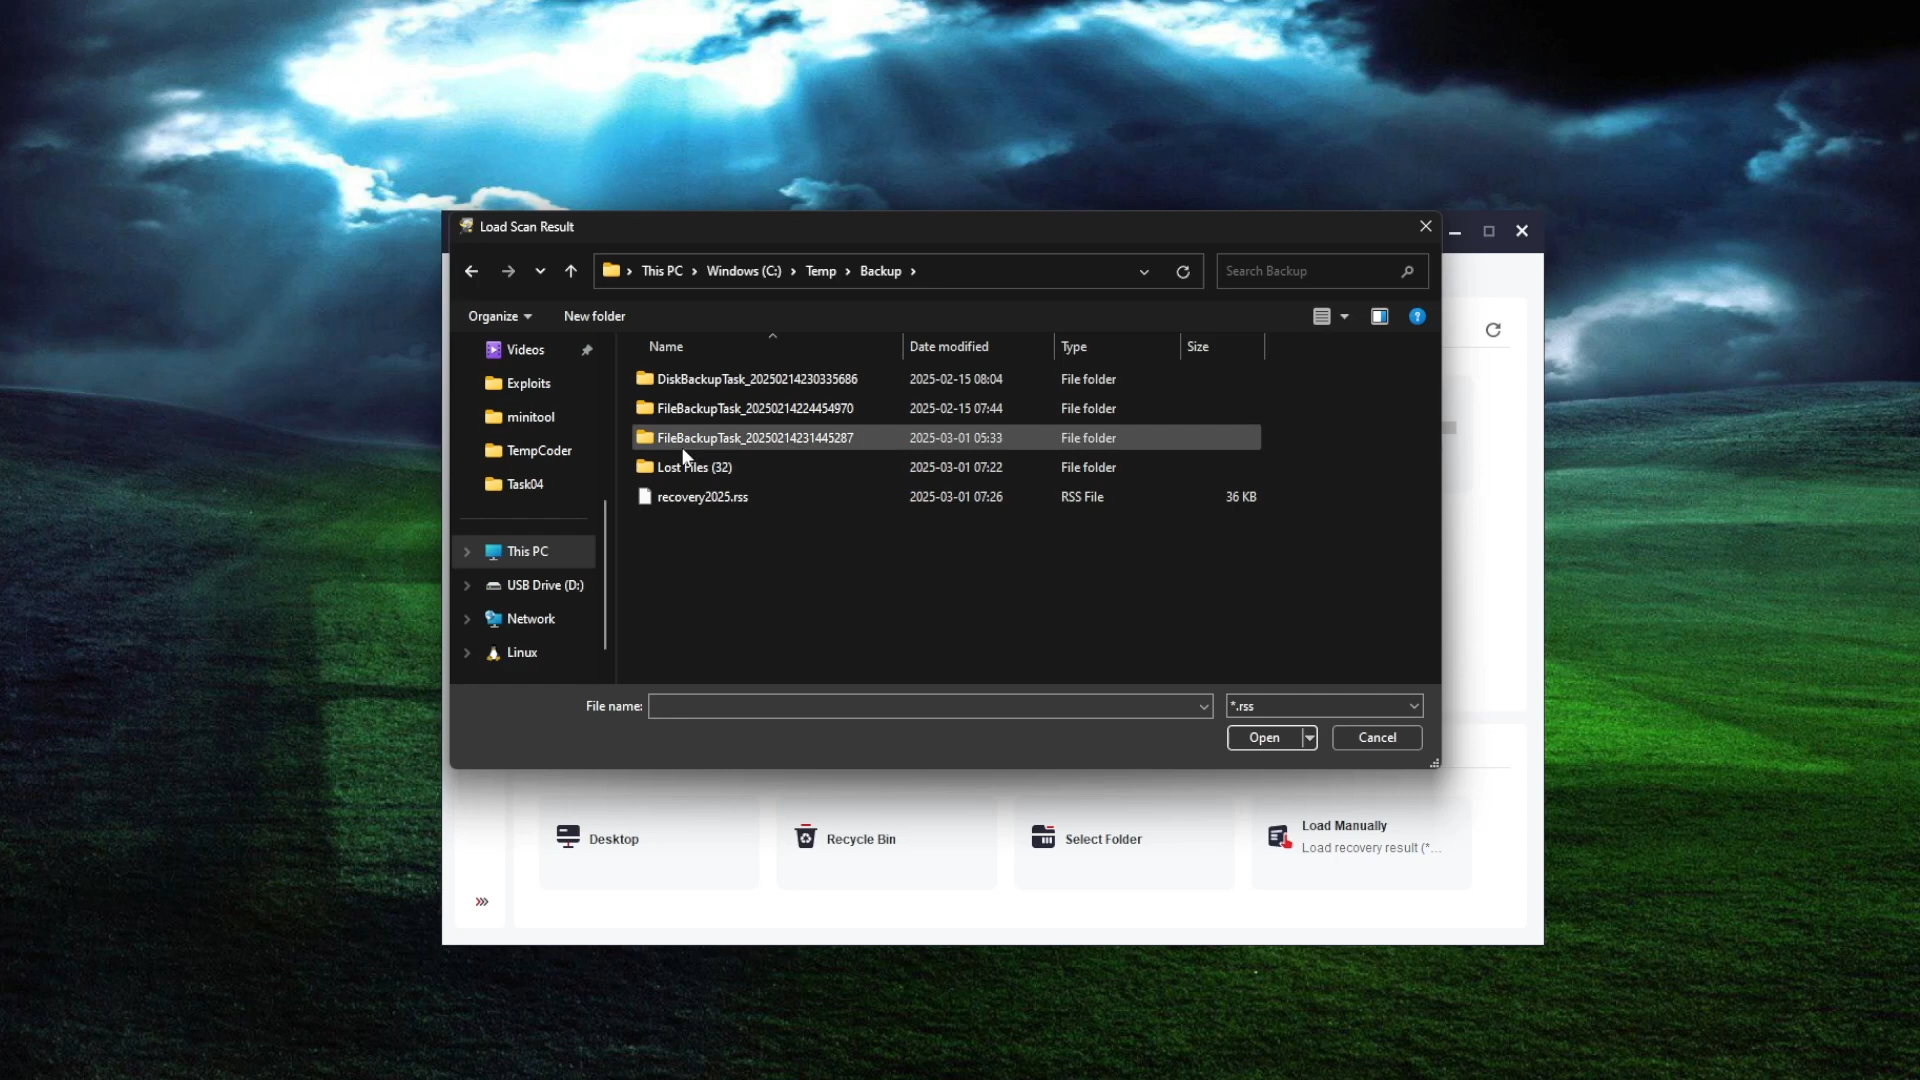 Load Scan Result
This PC
Windows (C:)
Temp
Backup
Search Backup
Organize
New folder
Name
Date modified
Type
Size
Videos
Exploits
minitool
TempCoder
Task04
This PC
USB Drive (D:)
Network
Linux
DiskBackupTask_20250214230335686 2025-02-15 08:04 File folder
FileBackupTask_20250214224454970 2025-02-15 07:44 File folder
FileBackupTask_20250214231445287 2025-03-01 05:33 File folder
Lost Files (32) 2025-03-01 07:22 File folder
recovery2025.rss 2025-03-01 07:26 RSS File 36 KB
File name:
*.rss
Open
Cancel
Desktop
Recycle Bin
Select Folder
Load Manually
Load recovery result (*...